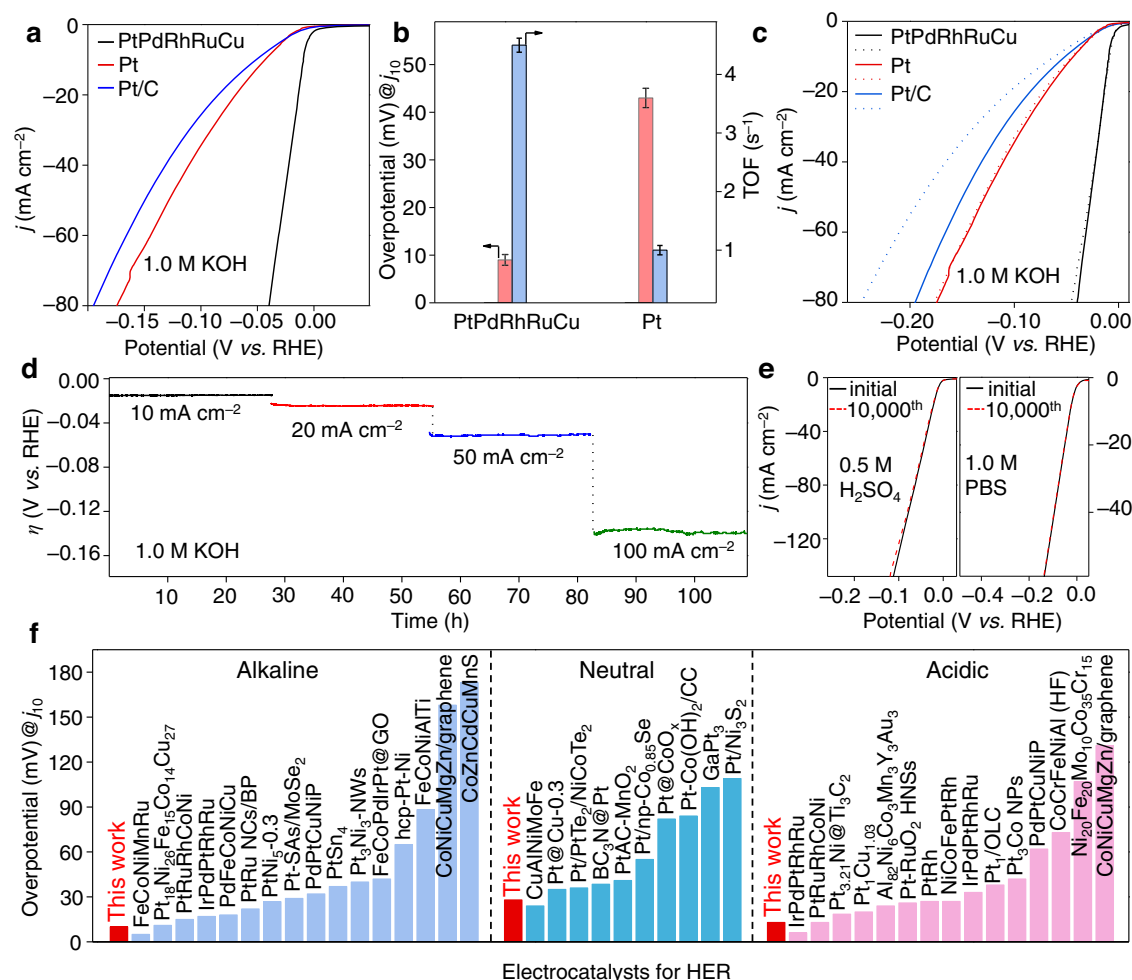 a
0
−20
−40
−60
−80
j (mA cm⁻²)
PtPdRhRuCu
Pt
Pt/C
1.0 M KOH
−0.15
−0.10
−0.05
0.00
Potential (V vs. RHE)
b
50
40
30
20
10
0
Overpotential (mV)@j₁₀
4
3
2
1
TOF (s⁻¹)
PtPdRhRuCu
Pt
c
0
−20
−40
−60
−80
j (mA cm⁻²)
PtPdRhRuCu
Pt
Pt/C
1.0 M KOH
−0.20
−0.10
0.00
Potential (V vs. RHE)
d
0.00
−0.04
−0.08
−0.12
−0.16
η (V vs. RHE)
10 mA cm⁻²
20 mA cm⁻²
50 mA cm⁻²
100 mA cm⁻²
1.0 M KOH
10
20
30
40
50
60
70
80
90
100
Time (h)
e
0
−40
−80
−120
j (mA cm⁻²)
initial
10,000ᵗʰ
0.5 M
H₂SO₄
−0.2
−0.1
0.0
initial
10,000ᵗʰ
1.0 M
PBS
0
−20
−40
−0.4
−0.2
0.0
Potential (V vs. RHE)
f
180
150
120
90
60
30
0
Overpotential (mV)@j₁₀
Alkaline
This work
FeCoNiMnRu
Pt₁₈Ni₂₆Fe₁₅Co₁₄Cu₂₇
PtRuRhCoNi
IrPdPtRhRu
PdFeCoNiCu
PtRu NCs/BP
PtNi₅-0.3
Pt-SAs/MoSe₂
PdPtCuNiP
PtSn₄
Pt₃Ni₃-NWs
FeCoPdIrPt@GO
hcp-Pt-Ni
FeCoNiAlTi
CoNiCuMgZn/graphene
CoZnCdCuMnS
Neutral
This work
CuAlNiMoFe
Pt@Cu-0.3
Pt/PtTe₂/NiCoTe₂
BC₃N@Pt
PtAC-MnO₂
Pt/np-Co₀.₈₅Se
Pt@CoOₓ
Pt-Co(OH)₂/CC
GaPt₃
Pt/Ni₃S₂
Acidic
This work
IrPdPtRhRu
PtRuRhCoNi
Pt₃.₂₁Ni@Ti₃C₂
Pt₁Cu₁.₀₃
Al₈₂Ni₆Co₃Mn₃Y₃Au₃
Pt-RuO₂ HNSs
PtRh
NiCoFePtRh
IrPdPtRhRu
Pt₁/OLC
Pt₃Co NPs
PdPtCuNiP
CoCrFeNiAl (HF)
Ni₂₀Fe₂₀Mo₁₀Co₃₅Cr₁₅
CoNiCuMgZn/graphene
Electrocatalysts for HER